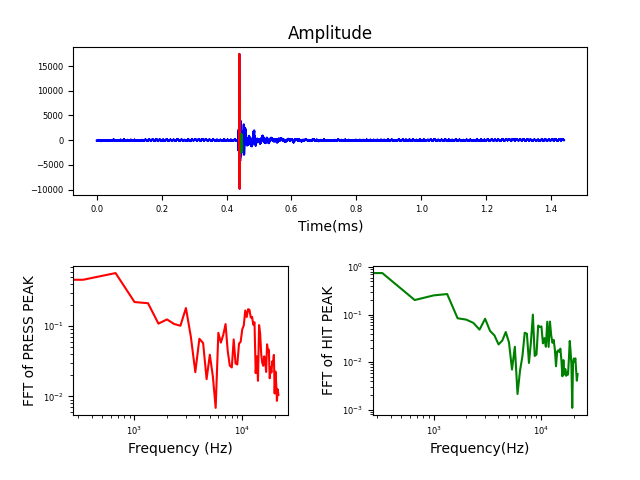 Amplitude
15000
10000
5000
0
−5000
−10000
0.0 0.2 0.4 0.6 0.8 1.0 1.2 1.4
Time(ms)
FFT of PRESS PEAK
10⁻¹
10⁻²
10³ 10⁴
Frequency (Hz)
FFT of HIT PEAK
10⁰
10⁻¹
10⁻²
10⁻³
10³ 10⁴
Frequency(Hz)